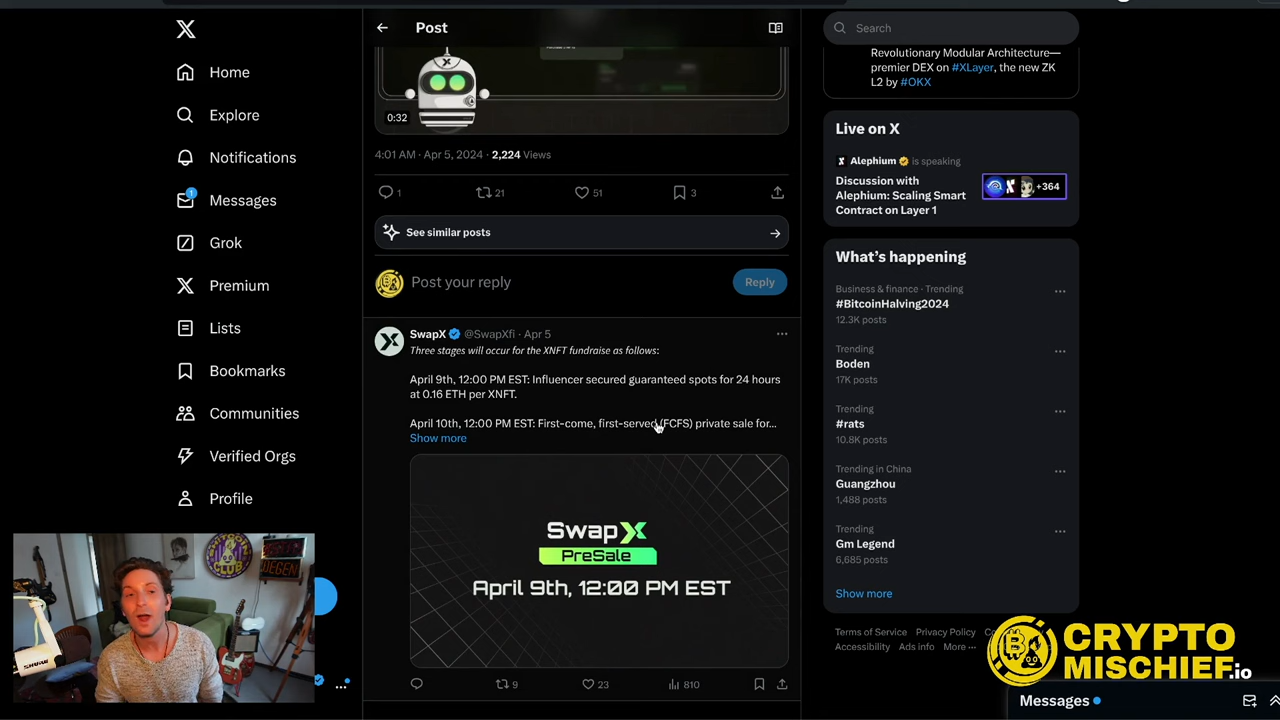 Post
Search
Home
Explore
Notifications
1
Messages
Grok
Premium
Lists
Bookmarks
Communities
Verified Orgs
Profile
0:32
4:01 AM · Apr 5, 2024 · 2,224 Views
1
21
51
3
See similar posts
Post your reply
Reply
SwapX @SwapXfi · Apr 5
Three stages will occur for the XNFT fundraise as follows:
April 9th, 12:00 PM EST: Influencer secured guaranteed spots for 24 hours
at 0.16 ETH per XNFT.
April 10th, 12:00 PM EST: First-come, first-served (FCFS) private sale for...
Show more
SwapX
PreSale
April 9th, 12:00 PM EST
9
23
810
Revolutionary Modular Architecture—
premier DEX on #XLayer, the new ZK
L2 by #OKX
Live on X
Alephium is speaking
Discussion with
Alephium: Scaling Smart
Contract on Layer 1
+364
What's happening
Business & finance · Trending
#BitcoinHalving2024
12.3K posts
Trending
Boden
17K posts
Trending
#rats
10.8K posts
Trending in China
Guangzhou
1,488 posts
Trending
Gm Legend
6,685 posts
Show more
Terms of Service Privacy Policy
Accessibility Ads info More ...
CRYPTO
MISCHIEF.io
Messages
SHURE
CLUB
DEGEN